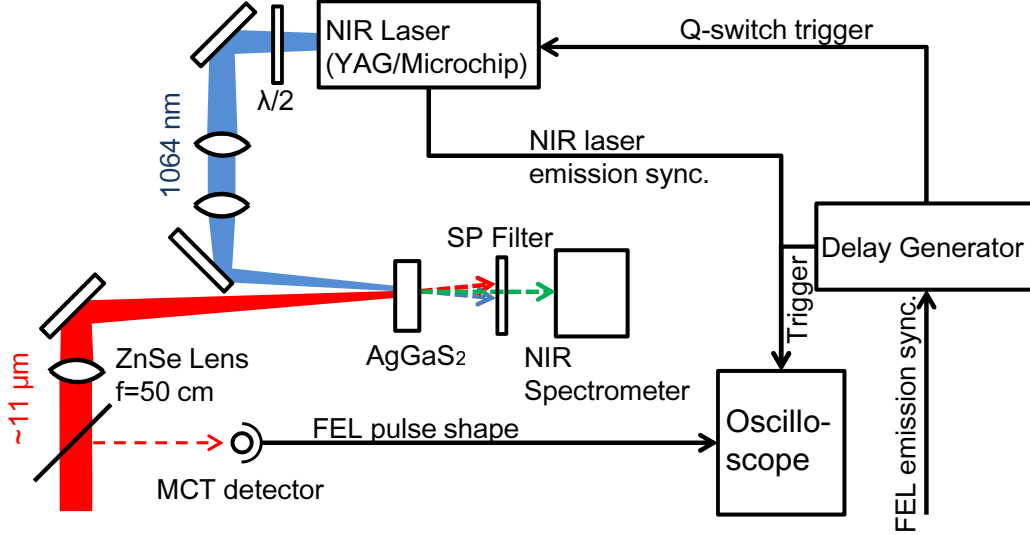 NIR Laser
(YAG/Microchip)
Q-switch trigger
λ/2
1064 nm
NIR laser
emission sync.
SP Filter
Delay Generator
Trigger
AgGaS2
NIR
Spectrometer
ZnSe Lens
f=50 cm
~11 µm
FEL pulse shape
MCT detector
Oscillo-
scope
FEL emission sync.